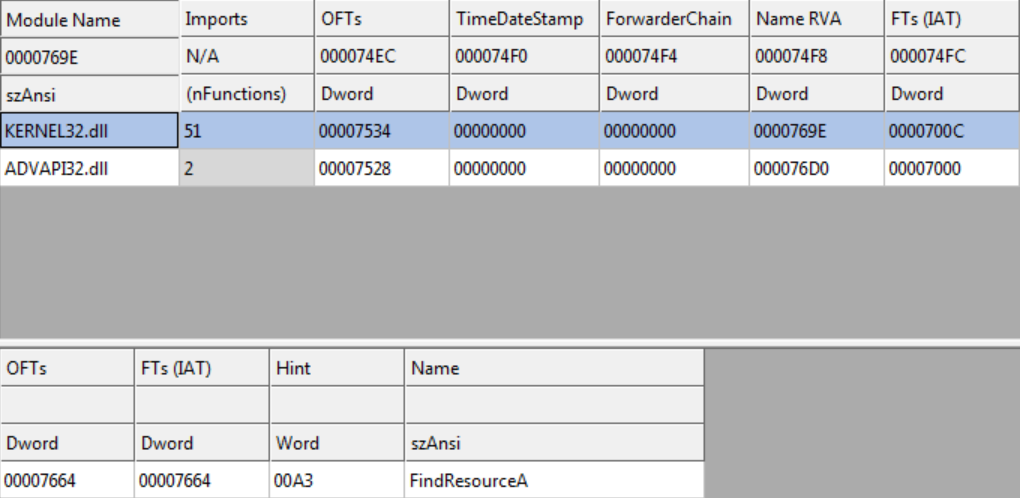 Module Name Imports OFTs TimeDateStamp ForwarderChain Name RVA FTs (IAT)
0000769E N/A 000074EC 000074F0 000074F4 000074F8 000074FC
szAnsi (nFunctions) Dword Dword Dword Dword Dword
KERNEL32.dll 51 00007534 00000000 00000000 0000769E 0000700C
ADVAPI32.dll 2 00007528 00000000 00000000 000076D0 00007000
OFTs FTs (IAT) Hint Name
Dword Dword Word szAnsi
00007664 00007664 00A3 FindResourceA